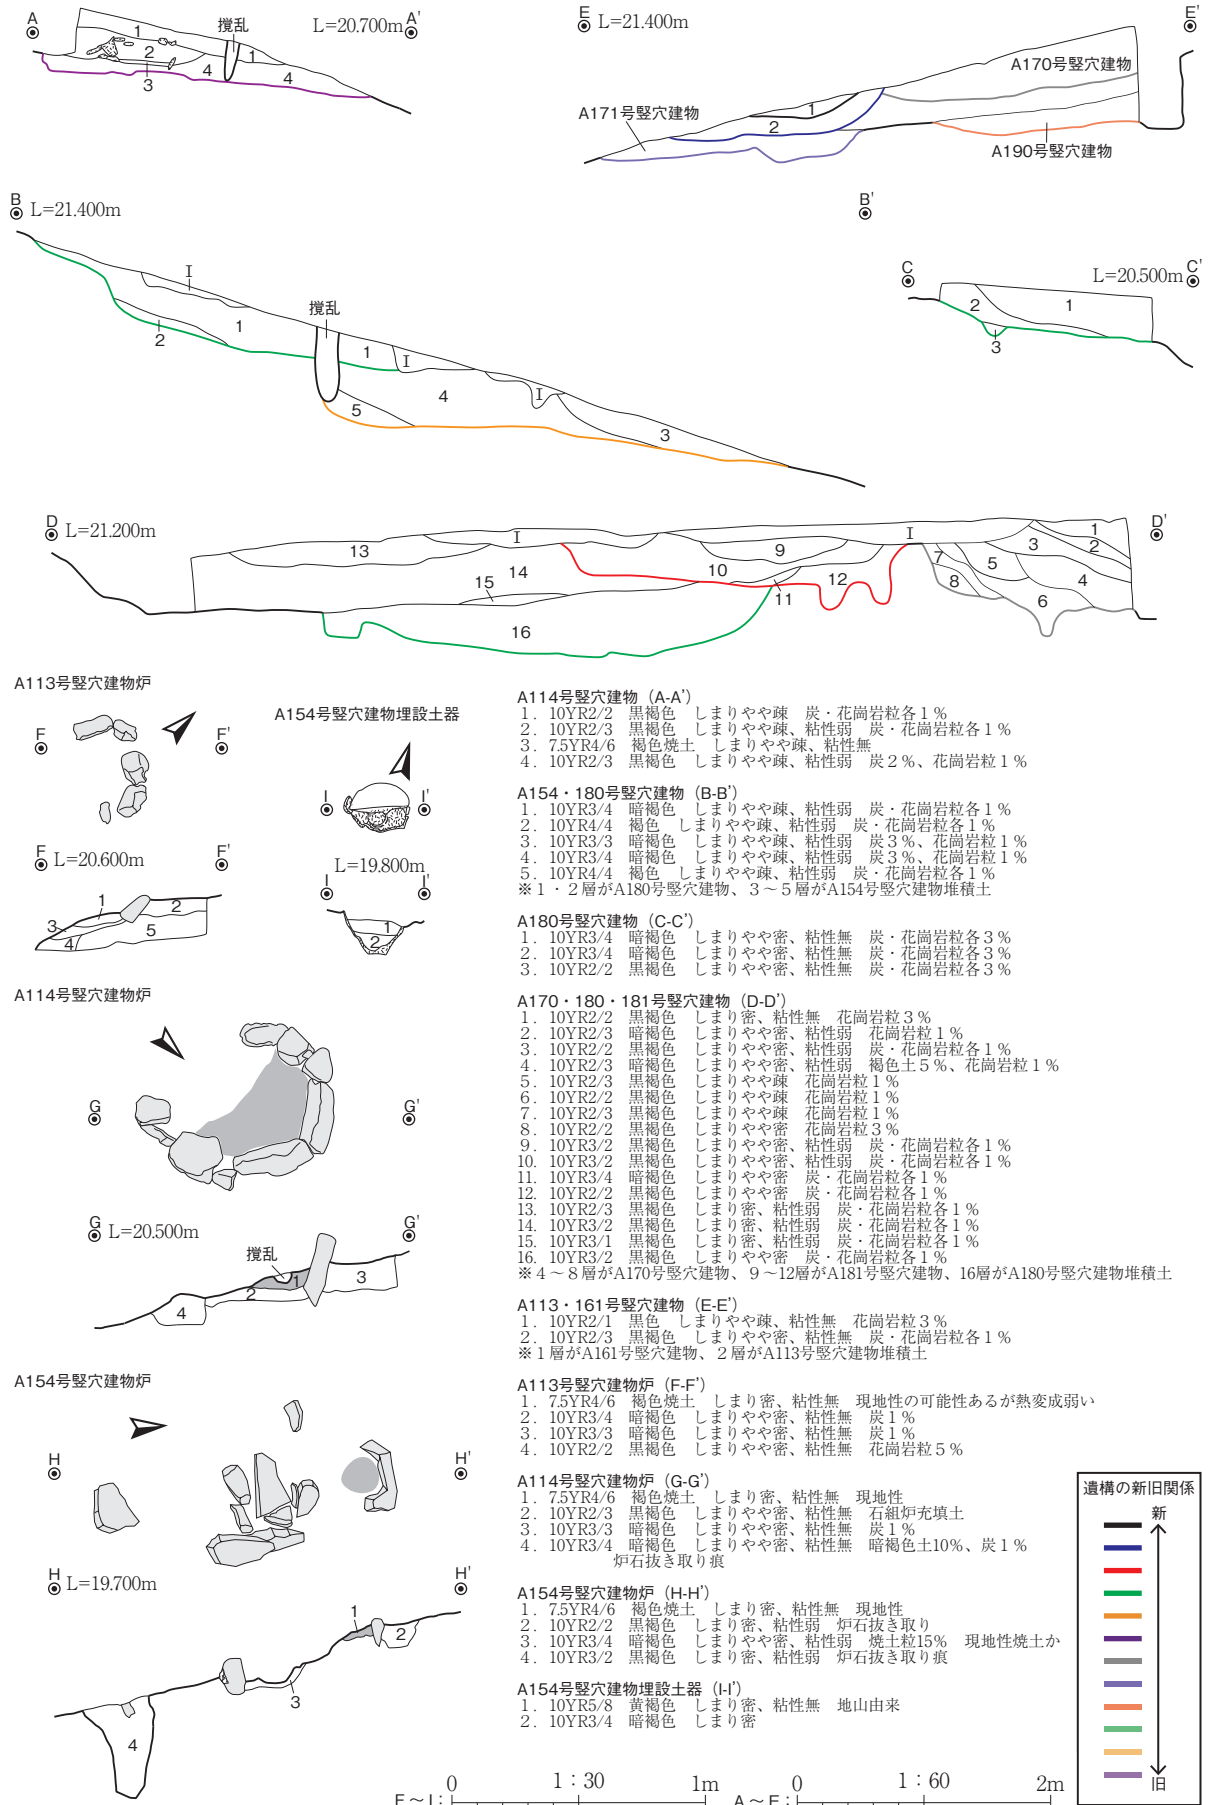 A A' L=20.700m 撹乱
1 2 3 4 1 4
E E' L=21.400m
A170号竪穴建物
A171号竪穴建物
1 2
A190号竪穴建物
B B' L=21.400m
I 1 2 撹乱 1 I 4 I 5 3
C C' L=20.500m
2 1 3
D D' L=21.200m
13 I 14 15 16 9 10 11 12 I 7 8 5 3 1 2 4 6
A113号竪穴建物炉
F F'
F L=20.600m F'
1 2 3 4 5
A154号竪穴建物埋設土器
I I'
L=19.800m
I I'
1
2
A114号竪穴建物炉
G G'
G L=20.500m G'
撹乱
1 2 3 4
A154号竪穴建物炉
H H'
H L=19.700m H'
1 2 3 4
A114号竪穴建物(A-A’)
1. 10YR2/2 黒褐色 しまりやや疎 炭・花崗岩粒各1%
2. 10YR2/3 黒褐色 しまりやや疎、粘性弱 炭・花崗岩粒各1%
3. 7.5YR4/6 褐色焼土 しまりやや疎、粘性無
4. 10YR2/3 黒褐色 しまりやや疎、粘性弱 炭2%、花崗岩粒1%
A154・180号竪穴建物(B-B’)
1. 10YR3/4 暗褐色 しまりやや疎、粘性弱 炭・花崗岩粒各1%
2. 10YR4/4 褐色 しまりやや疎、粘性弱 炭・花崗岩粒各1%
3. 10YR3/3 暗褐色 しまりやや疎、粘性弱 炭3%、花崗岩粒1%
4. 10YR3/4 暗褐色 しまりやや疎、粘性弱 炭3%、花崗岩粒1%
5. 10YR4/4 褐色 しまりやや疎、粘性弱 炭・花崗岩粒各1%
※1・2層がA180号竪穴建物、3~5層がA154号竪穴建物堆積土
A180号竪穴建物(C-C’)
1. 10YR3/4 暗褐色 しまりやや密、粘性無 炭・花崗岩粒各3%
2. 10YR3/4 暗褐色 しまりやや密、粘性無 炭・花崗岩粒各3%
3. 10YR2/2 黒褐色 しまりやや密、粘性無 炭・花崗岩粒各3%
A170・180・181号竪穴建物(D-D’)
1. 10YR2/2 黒褐色 しまり密、粘性無 花崗岩粒3%
2. 10YR2/3 暗褐色 しまりやや密、粘性弱 花崗岩粒1%
3. 10YR2/2 黒褐色 しまりやや密、粘性弱 炭・花崗岩粒各1%
4. 10YR2/3 暗褐色 しまりやや密、粘性弱 褐色土5%、花崗岩粒1%
5. 10YR2/3 黒褐色 しまりやや疎 花崗岩粒1%
6. 10YR2/2 黒褐色 しまりやや疎 花崗岩粒1%
7. 10YR2/3 黒褐色 しまりやや疎 花崗岩粒1%
8. 10YR2/2 黒褐色 しまりやや密 花崗岩粒3%
9. 10YR3/2 黒褐色 しまりやや密、粘性弱 炭・花崗岩粒各1%
10. 10YR3/2 黒褐色 しまりやや密、粘性弱 炭・花崗岩粒各1%
11. 10YR3/4 暗褐色 しまりやや密 炭・花崗岩粒各1%
12. 10YR2/2 黒褐色 しまりやや密 炭・花崗岩粒各1%
13. 10YR2/3 黒褐色 しまり密、粘性弱 炭・花崗岩粒各1%
14. 10YR3/2 黒褐色 しまり密、粘性弱 炭・花崗岩粒各1%
15. 10YR3/1 黒褐色 しまり密、粘性弱 炭・花崗岩粒各1%
16. 10YR3/2 黒褐色 しまりやや密 炭・花崗岩粒各1%
※4~8層がA170号竪穴建物、9~12層がA181号竪穴建物、16層がA180号竪穴建物堆積土
A113・161号竪穴建物(E-E’)
1. 10YR2/1 黒色 しまりやや疎、粘性無 花崗岩粒3%
2. 10YR2/3 黒褐色 しまりやや密、粘性無 炭・花崗岩粒各1%
※1層がA161号竪穴建物、2層がA113号竪穴建物堆積土
A113号竪穴建物炉(F-F’)
1. 7.5YR4/6 褐色焼土 しまり密、粘性無 現地性の可能性あるが熱変成弱い
2. 10YR3/4 暗褐色 しまりやや密、粘性無 炭1%
3. 10YR3/3 暗褐色 しまりやや密、粘性無 炭1%
4. 10YR2/2 黒褐色 しまりやや密、粘性無 花崗岩粒5%
A114号竪穴建物炉(G-G’)
1. 7.5YR4/6 褐色焼土 しまり密、粘性無 現地性
2. 10YR2/3 黒褐色 しまりやや密、粘性無 石組炉充填土
3. 10YR3/3 暗褐色 しまりやや密、粘性無 炭1%
4. 10YR3/4 暗褐色 しまりやや密、粘性無 暗褐色土10%、炭1%
炉石抜き取り痕
A154号竪穴建物炉(H-H’)
1. 7.5YR4/6 褐色焼土 しまり密、粘性無 現地性
2. 10YR2/2 黒褐色 しまり密、粘性弱 炉石抜き取り
3. 10YR3/4 暗褐色 しまりやや密、粘性弱 焼土粒15% 現地性焼土か
4. 10YR3/2 黒褐色 しまり密、粘性弱 炉石抜き取り痕
A154号竪穴建物埋設土器(I-I’)
1. 10YR5/8 黄褐色 しまり密、粘性無 地山由来
2. 10YR3/4 暗褐色 しまり密
遺構の新旧関係
新
旧
0 1:30 1m
F~I:
0 1:60 2m
A~E: